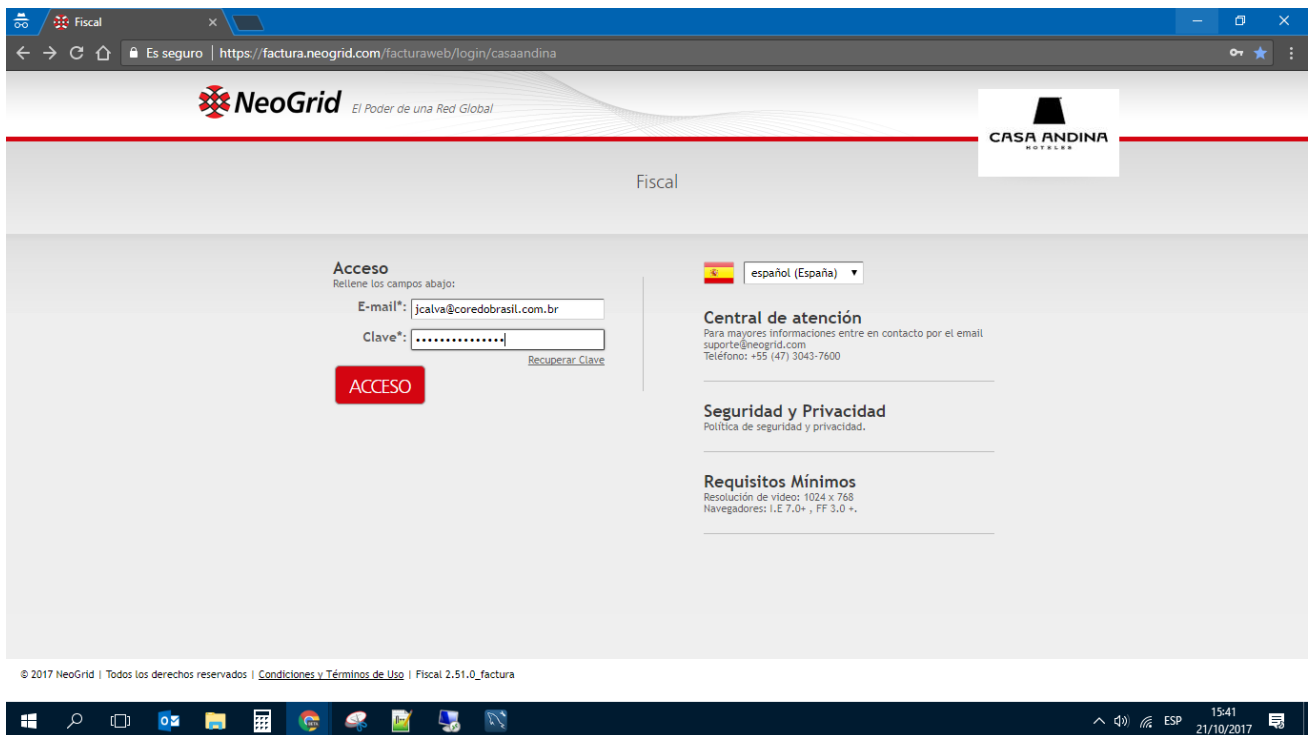 Fiscal
Es seguro | https://factura.neogrid.com/facturaweb/login/casaandina
NeoGrid El Poder de una Red Global
CASA ANDINA
HOTELES
Fiscal
Acceso
Rellene los campos abajo:
E-mail*: jcalva@coredobrasil.com.br
Clave*: •••••••••••••••
Recuperar Clave
ACCESO
español (España)
Central de atención
Para mayores informaciones entre en contacto por el email
suporte@neogrid.com
Teléfono: +55 (47) 3043-7600
Seguridad y Privacidad
Política de seguridad y privacidad.
Requisitos Mínimos
Resolución de video: 1024 x 768
Navegadores: I.E 7.0+ , FF 3.0 +.
© 2017 NeoGrid | Todos los derechos reservados | Condiciones y Términos de Uso | Fiscal 2.51.0_factura
ESP
15:41
21/10/2017